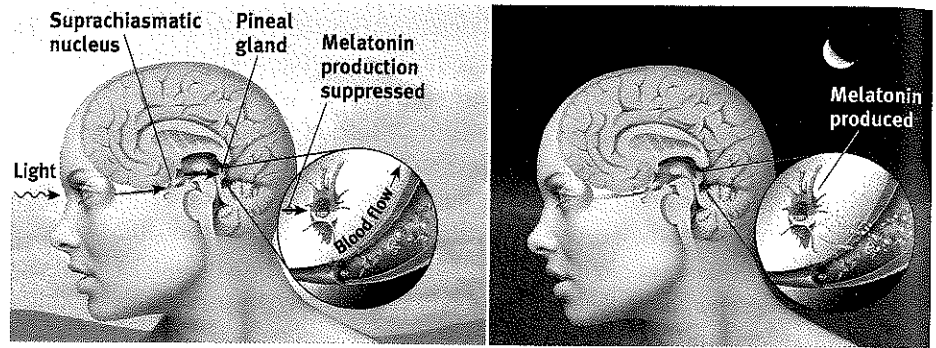 Suprachiasmatic
nucleus
Pineal
gland
Melatonin
production
suppressed
Light
Blood flow
Melatonin
produced